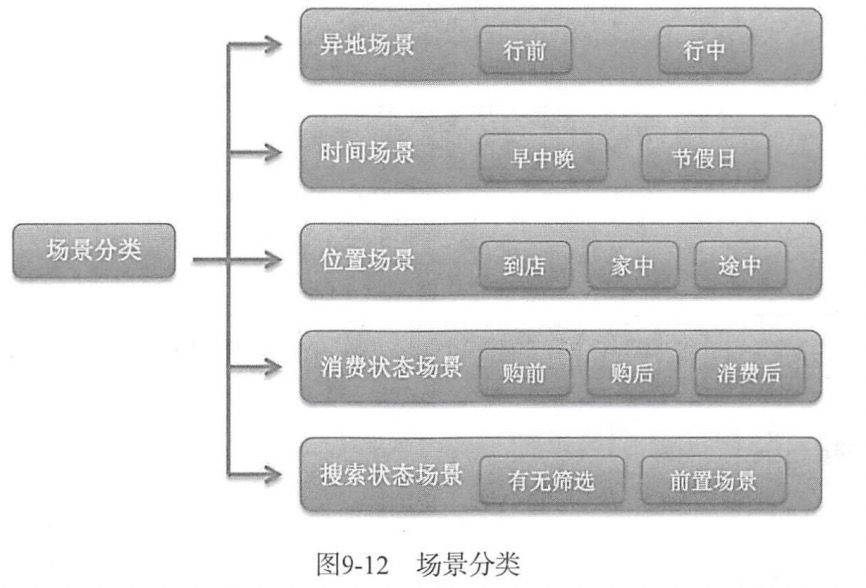 异地场景 行前 行中
时间场景 早中晚 节假日
场景分类
位置场景 到店 家中 途中
消费状态场景 购前 购后 消费后
搜索状态场景 有无筛选 前置场景
图9-12 场景分类